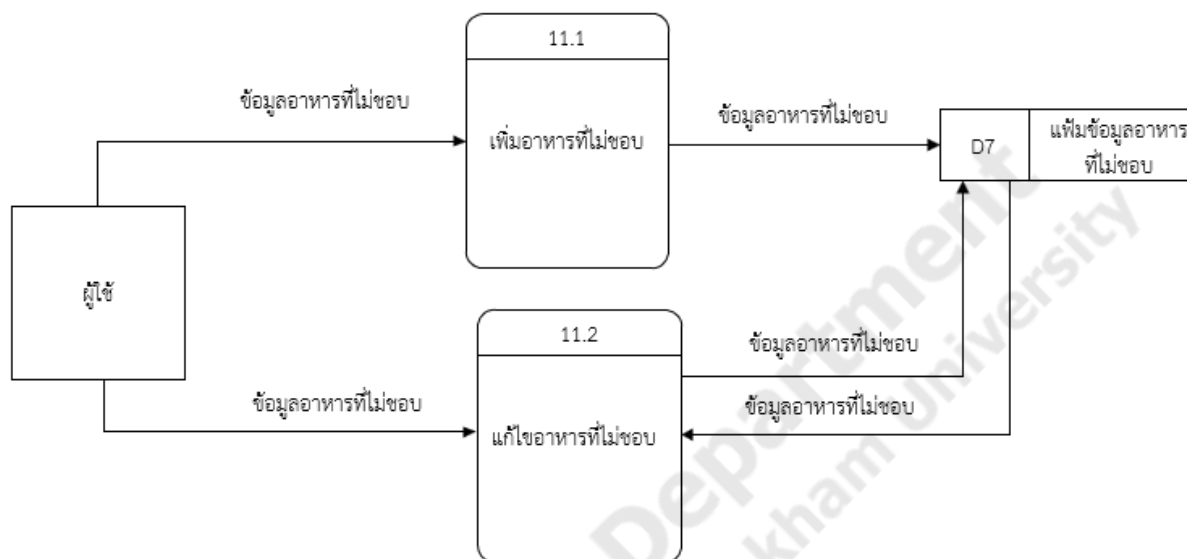 11.1
ข้อมูลอาหารที่ไม่ชอบ
เพิ่มอาหารที่ไม่ชอบ
ข้อมูลอาหารที่ไม่ชอบ
D7
แฟ้มข้อมูลอาหาร
ที่ไม่ชอบ
ผู้ใช้
11.2
ข้อมูลอาหารที่ไม่ชอบ
ข้อมูลอาหารที่ไม่ชอบ
แก้ไขอาหารที่ไม่ชอบ
ข้อมูลอาหารที่ไม่ชอบ
Department
kham University